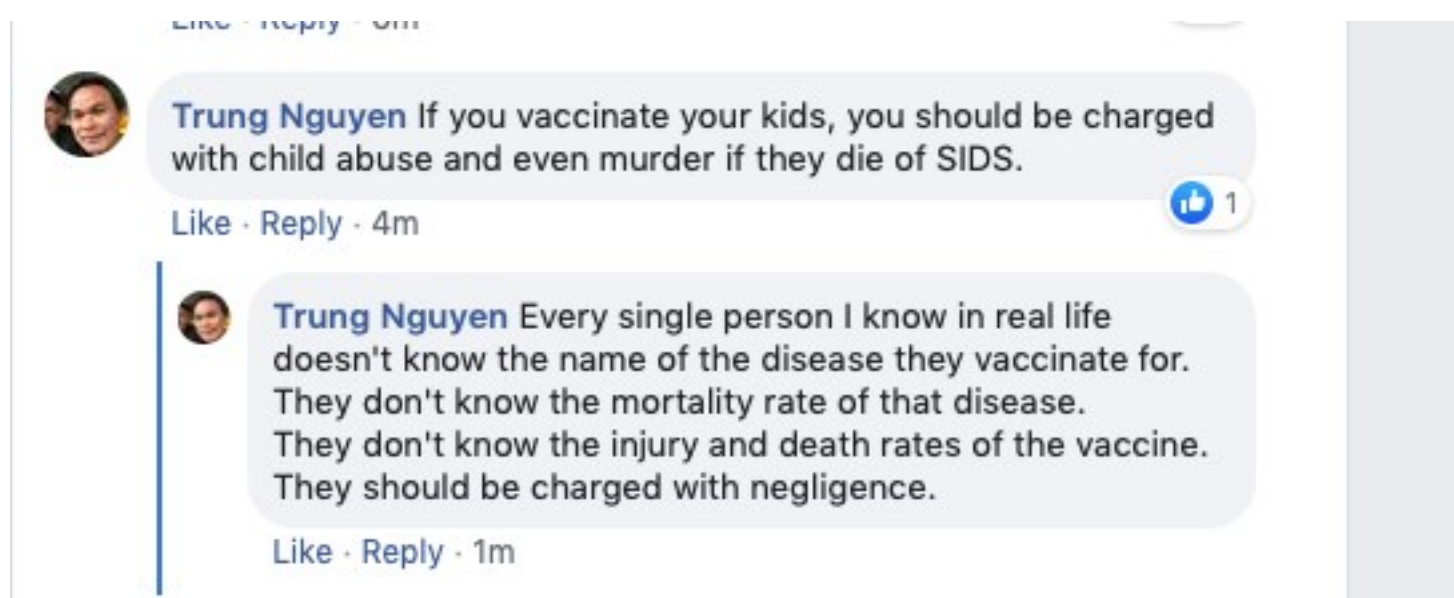 Trung Nguyen If you vaccinate your kids, you should be charged
with child abuse and even murder if they die of SIDS.
1
Like · Reply · 4m
Trung Nguyen Every single person I know in real life
doesn't know the name of the disease they vaccinate for.
They don't know the mortality rate of that disease.
They don't know the injury and death rates of the vaccine.
They should be charged with negligence.
Like · Reply · 1m